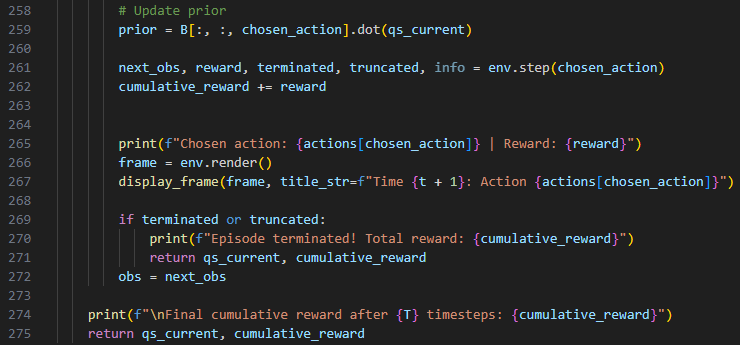 258 # Update prior
259 prior = B[:, :, chosen_action].dot(qs_current)
260
261 next_obs, reward, terminated, truncated, info = env.step(chosen_action)
262 cumulative_reward += reward
263
264
265 print(f"Chosen action: {actions[chosen_action]} | Reward: {reward}")
266 frame = env.render()
267 display_frame(frame, title_str=f"Time {t + 1}: Action {actions[chosen_action]}")
268
269 if terminated or truncated:
270 print(f"Episode terminated! Total reward: {cumulative_reward}")
271 return qs_current, cumulative_reward
272 obs = next_obs
273
274 print(f"\nFinal cumulative reward after {T} timesteps: {cumulative_reward}")
275 return qs_current, cumulative_reward